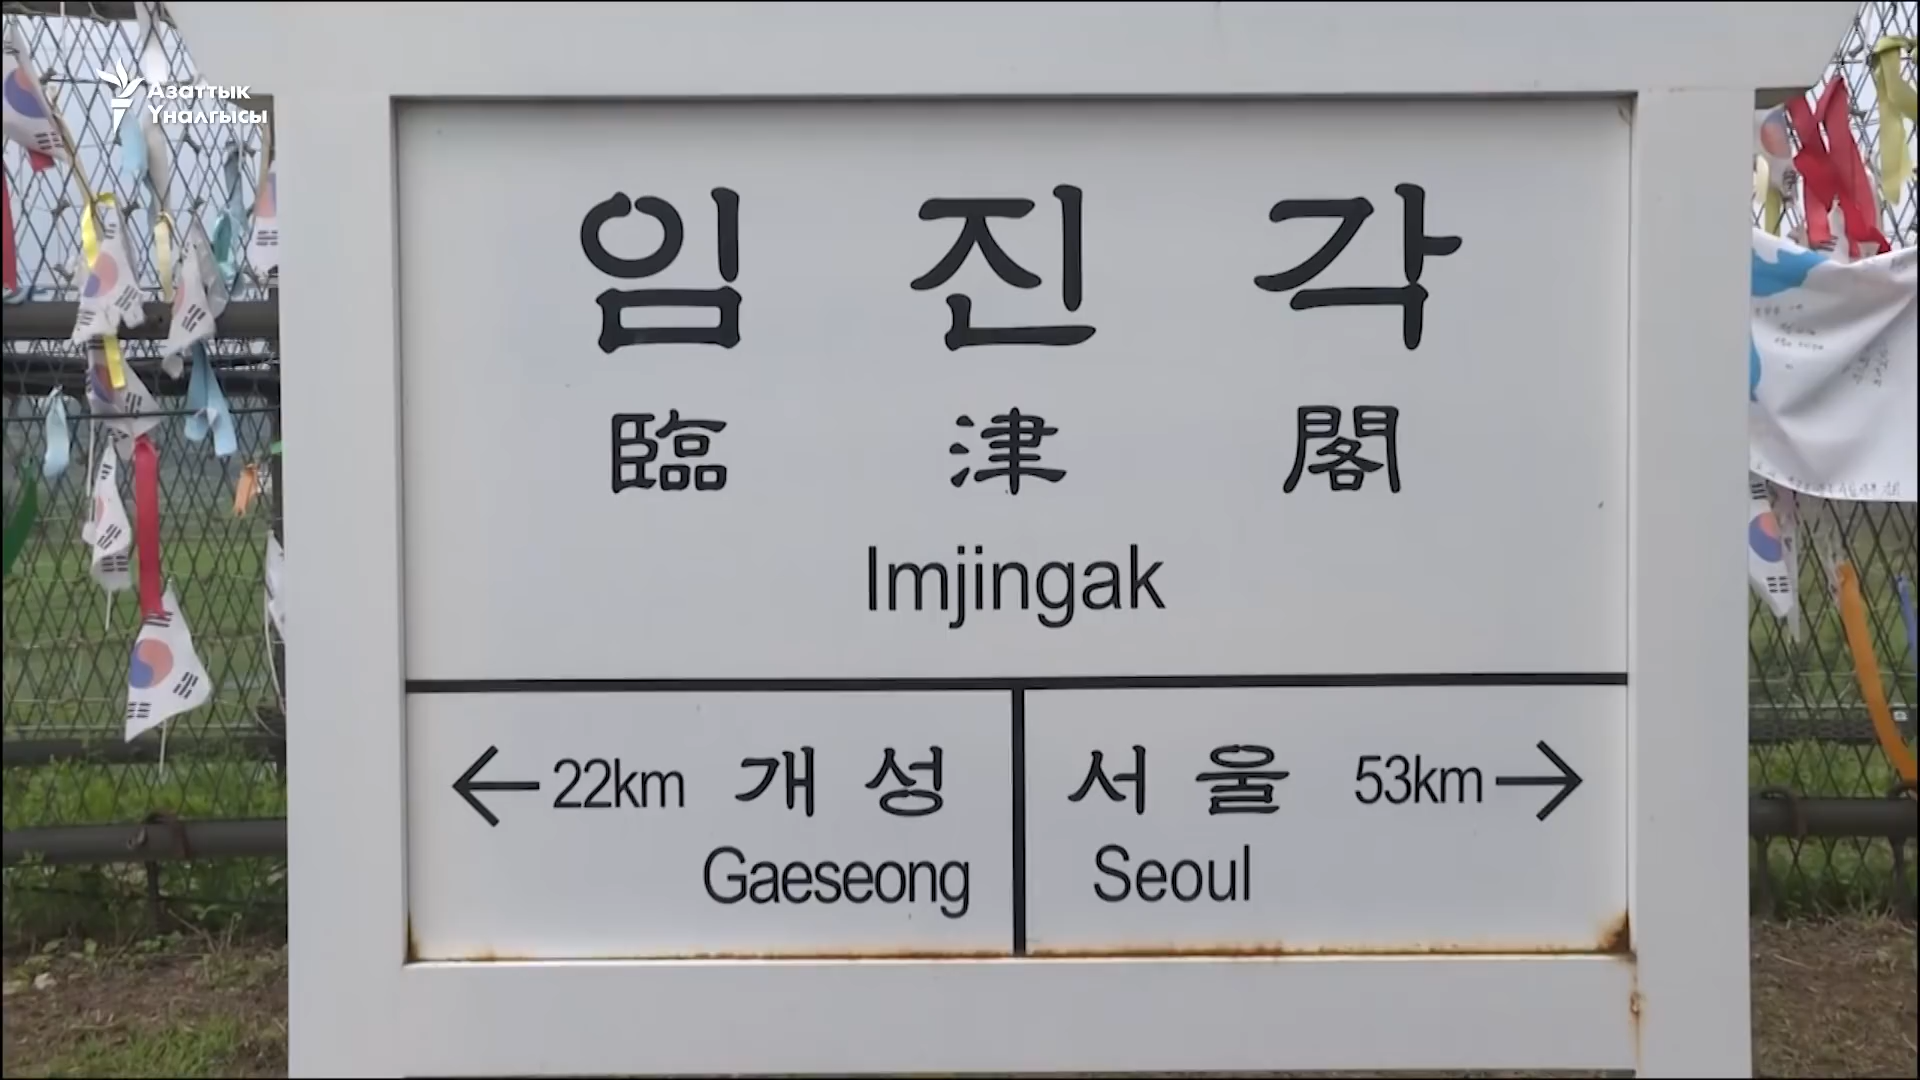 Азаттык
Үналгысы
임 진 각
臨 津 閣
Imjingak
←22km 개 성
Gaeseong
서 울 53km→
Seoul